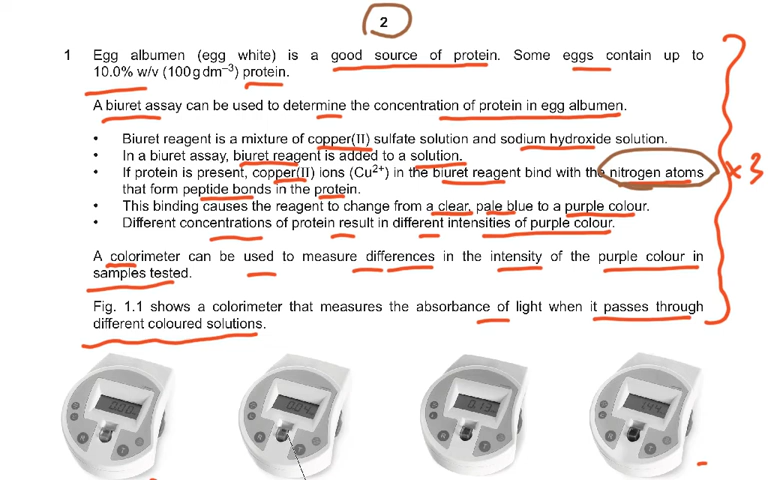 2
1 Egg albumen (egg white) is a good source of protein. Some eggs contain up to
10.0% w/v (100 g dm⁻³) protein.
A biuret assay can be used to determine the concentration of protein in egg albumen.
• Biuret reagent is a mixture of copper(II) sulfate solution and sodium hydroxide solution.
• In a biuret assay, biuret reagent is added to a solution.
• If protein is present, copper(II) ions (Cu²⁺) in the biuret reagent bind with the nitrogen atoms
that form peptide bonds in the protein.
• This binding causes the reagent to change from a clear, pale blue to a purple colour.
• Different concentrations of protein result in different intensities of purple colour.
× 3
A colorimeter can be used to measure differences in the intensity of the purple colour in
samples tested.
Fig. 1.1 shows a colorimeter that measures the absorbance of light when it passes through
different coloured solutions.